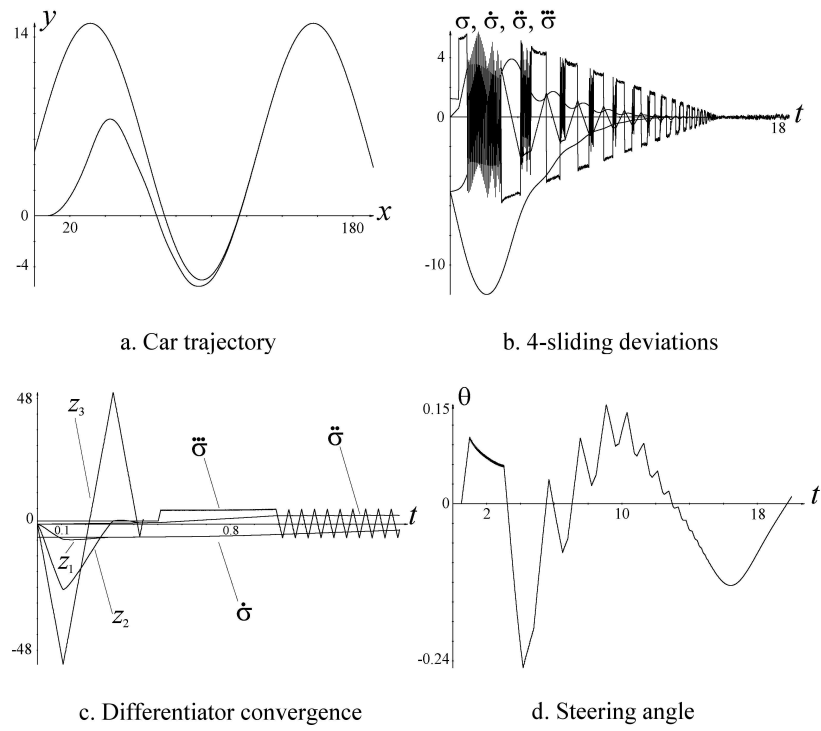 y
14
0
-4
20
180
x
a. Car trajectory
σ, σ̇, σ̈, σ⃛
4
0
-10
18
t
b. 4-sliding deviations
48
z₃
σ⃛
σ̈
0
0.1
0.8
t
z₁
z₂
σ̇
-48
c. Differentiator convergence
0.15
θ
0
2
10
18
t
-0.24
d. Steering angle